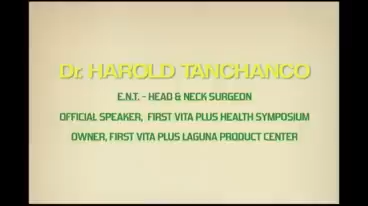 Dr. HAROLD TANCHANCO
E.N.T. - HEAD & NECK SURGEON
OFFICIAL SPEAKER, FIRST VITA PLUS HEALTH SYMPOSIUM
OWNER, FIRST VITA PLUS LAGUNA PRODUCT CENTER